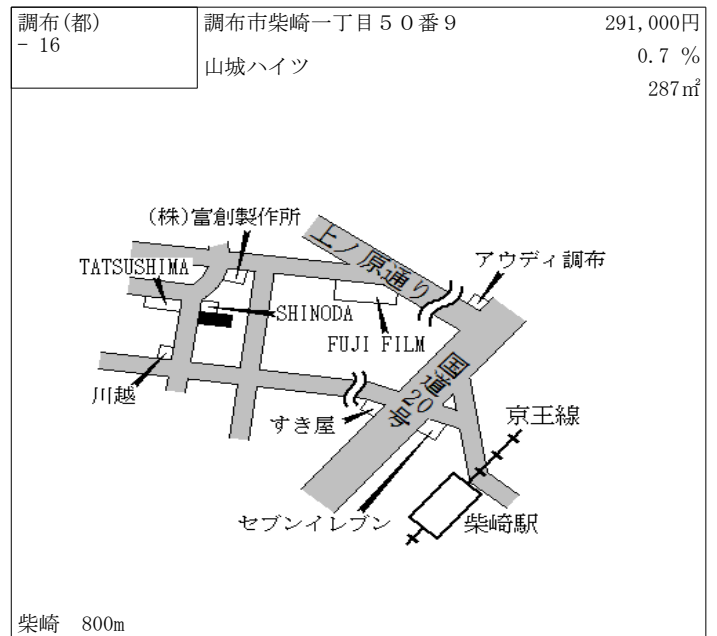 調布(都)
- 16
調布市柴崎一丁目５０番９
山城ハイツ
291,000円
0.7 %
287㎡
(株)富創製作所
上ノ原通り
アウディ調布
TATSUSHIMA
SHINODA
FUJI FILM
国道20号
川越
すき屋
京王線
セブンイレブン
柴崎駅
柴崎　800m